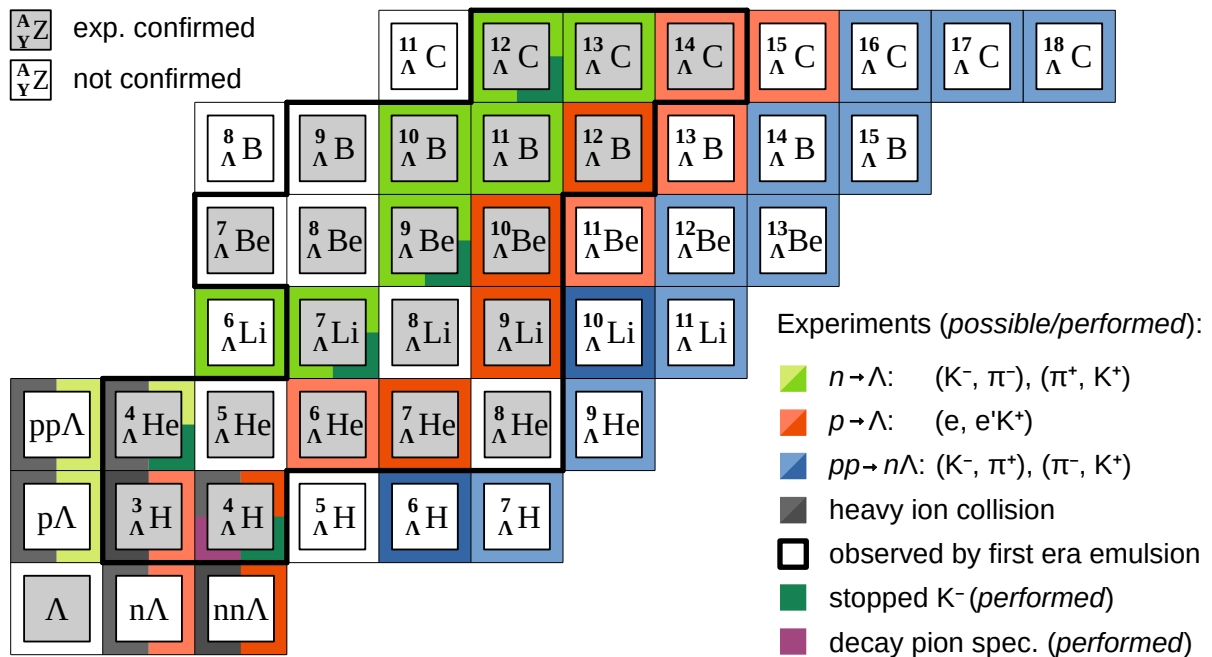 A Y Z exp. confirmed
A Y Z not confirmed
11 Λ C 12 Λ C 13 Λ C 14 Λ C 15 Λ C 16 Λ C 17 Λ C 18 Λ C
8 Λ B 9 Λ B 10 Λ B 11 Λ B 12 Λ B 13 Λ B 14 Λ B 15 Λ B
7 Λ Be 8 Λ Be 9 Λ Be 10 Λ Be 11 Λ Be 12 Λ Be 13 Λ Be
6 Λ Li 7 Λ Li 8 Λ Li 9 Λ Li 10 Λ Li 11 Λ Li
ppΛ 4 Λ He 5 Λ He 6 Λ He 7 Λ He 8 Λ He 9 Λ He
pΛ 3 Λ H 4 Λ H 5 Λ H 6 Λ H 7 Λ H
Λ nΛ nnΛ
Experiments (possible/performed):
n→Λ: (K⁻, π⁻), (π⁺, K⁺)
p→Λ: (e, e'K⁺)
pp→nΛ: (K⁻, π⁺), (π⁻, K⁺)
heavy ion collision
observed by first era emulsion
stopped K⁻ (performed)
decay pion spec. (performed)